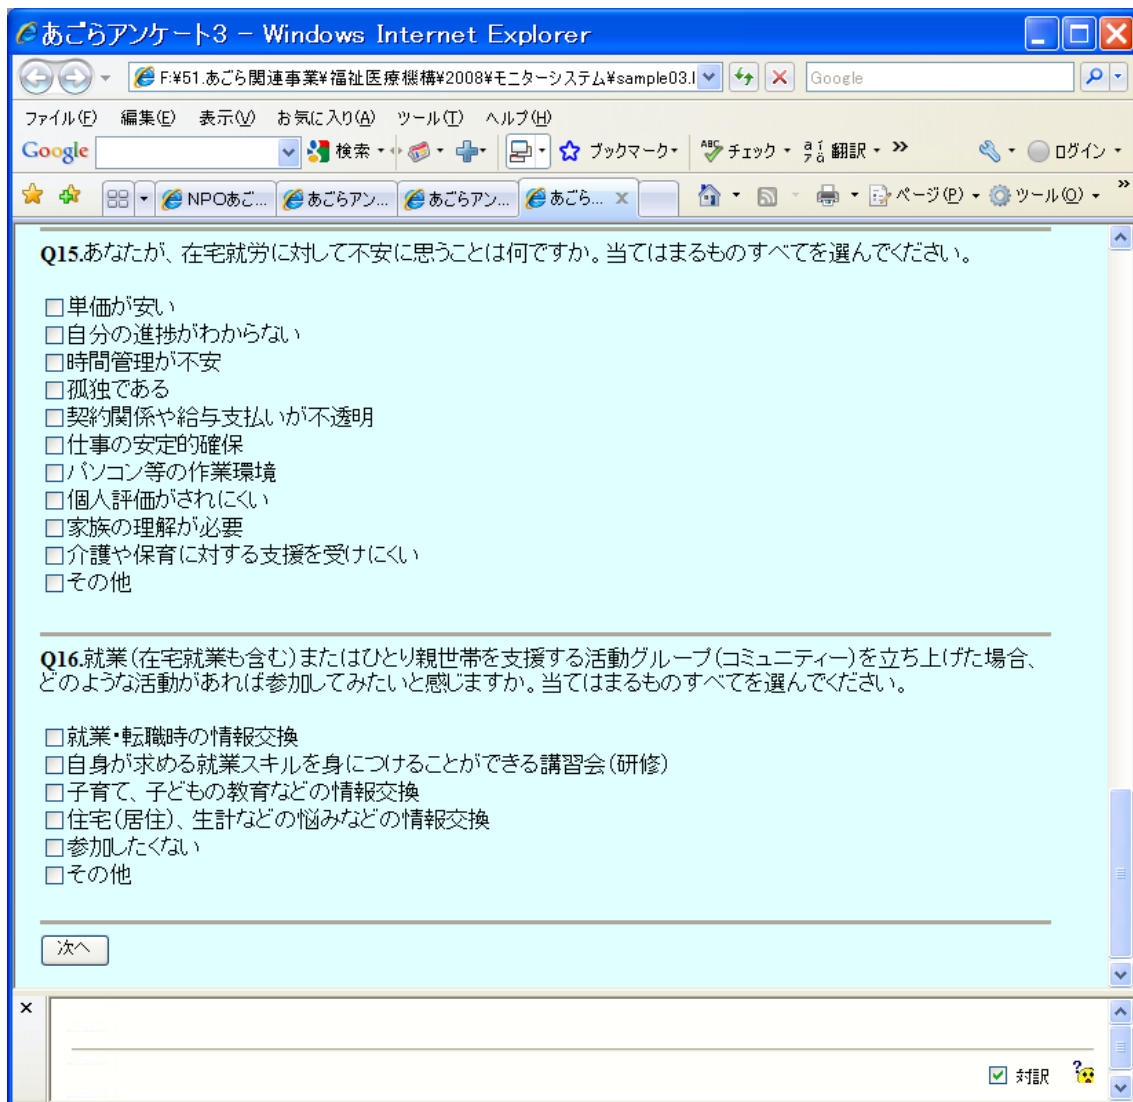 あごらアンケート3 - Windows Internet Explorer
F:¥51.あごら関連事業¥福祉医療機構¥2008¥モニターシステム¥sample03.l
Google
ファイル(F) 編集(E) 表示(V) お気に入り(A) ツール(T) ヘルプ(H)
Google 検索 ブックマーク ABC チェック 翻訳 » ログイン
NPOあご... あごらアン... あごらアン... あごら... x ページ(P) ツール(O) »
Q15.あなたが、在宅就労に対して不安に思うことは何ですか。当てはまるものすべてを選んでください。
単価が安い
自分の進捗がわからない
時間管理が不安
孤独である
契約関係や給与支払いが不透明
仕事の安定的確保
パソコン等の作業環境
個人評価がされにくい
家族の理解が必要
介護や保育に対する支援を受けにくい
その他
Q16.就業(在宅就業も含む)またはひとり親世帯を支援する活動グループ(コミュニティー)を立ち上げた場合、
どのような活動があれば参加してみたいと感じますか。当てはまるものすべてを選んでください。
就業・転職時の情報交換
自身が求める就業スキルを身につけることができる講習会(研修)
子育て、子どもの教育などの情報交換
住宅(居住)、生計などの悩みなどの情報交換
参加したくない
その他
次へ
対訳